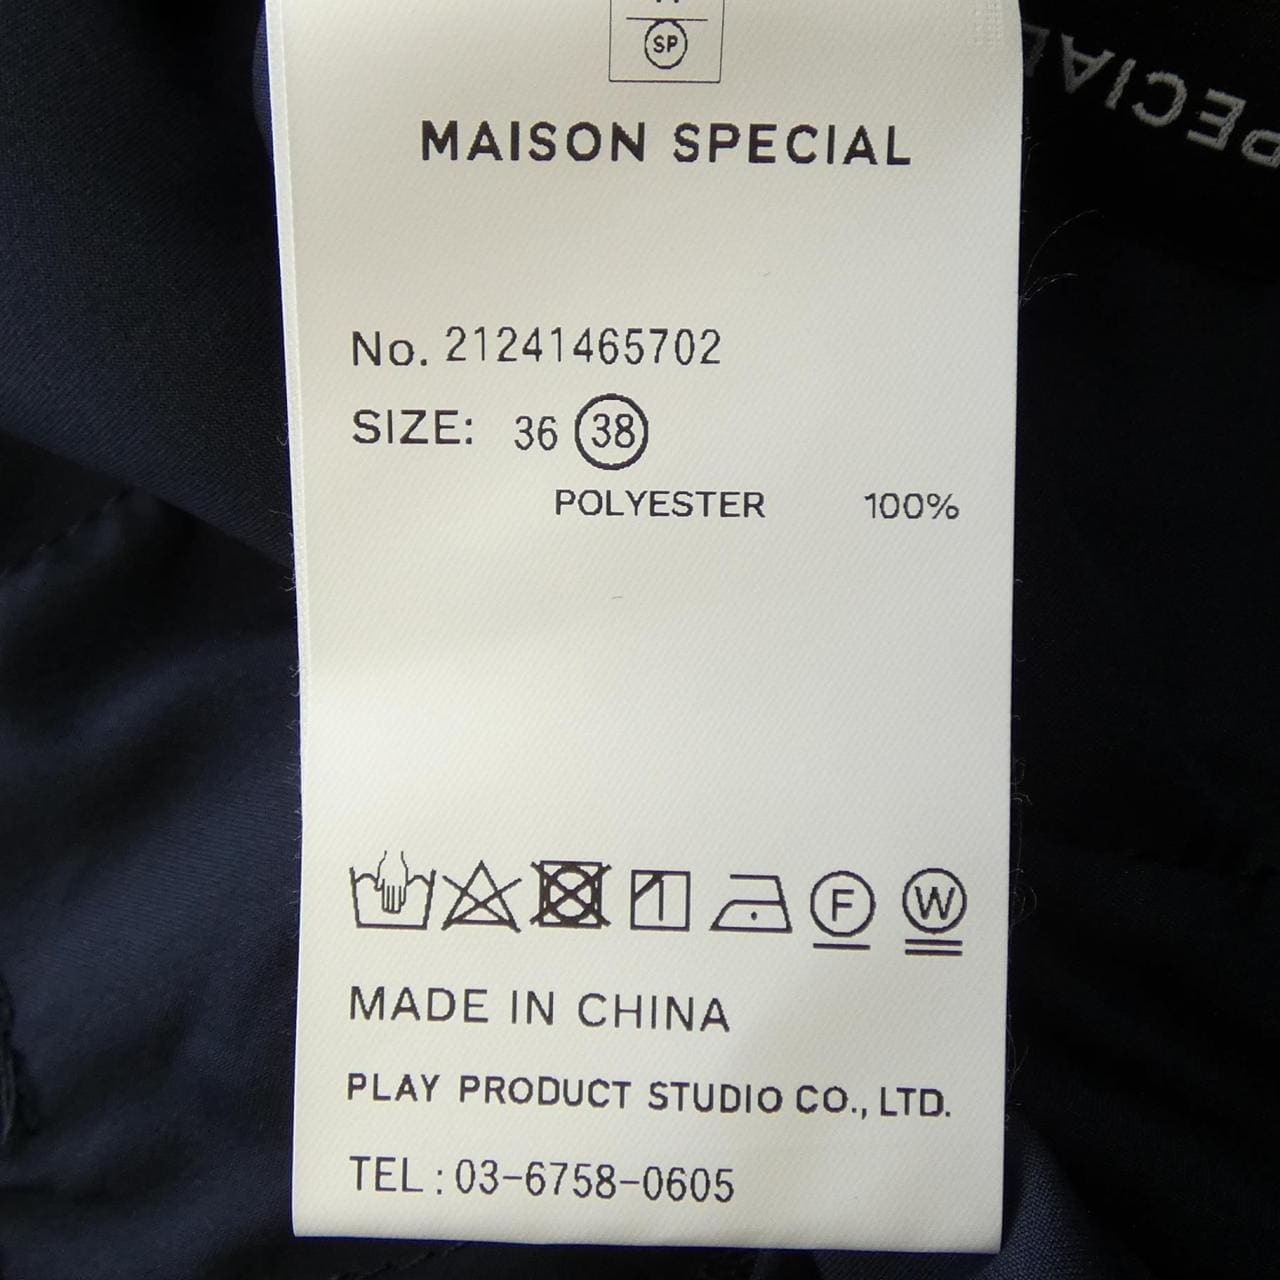 SP
MAISON SPECIAL
No. 21241465702
SIZE: 36 38
POLYESTER 100%
F W
MADE IN CHINA
PLAY PRODUCT STUDIO CO., LTD.
TEL : 03-6758-0605
PECIAL